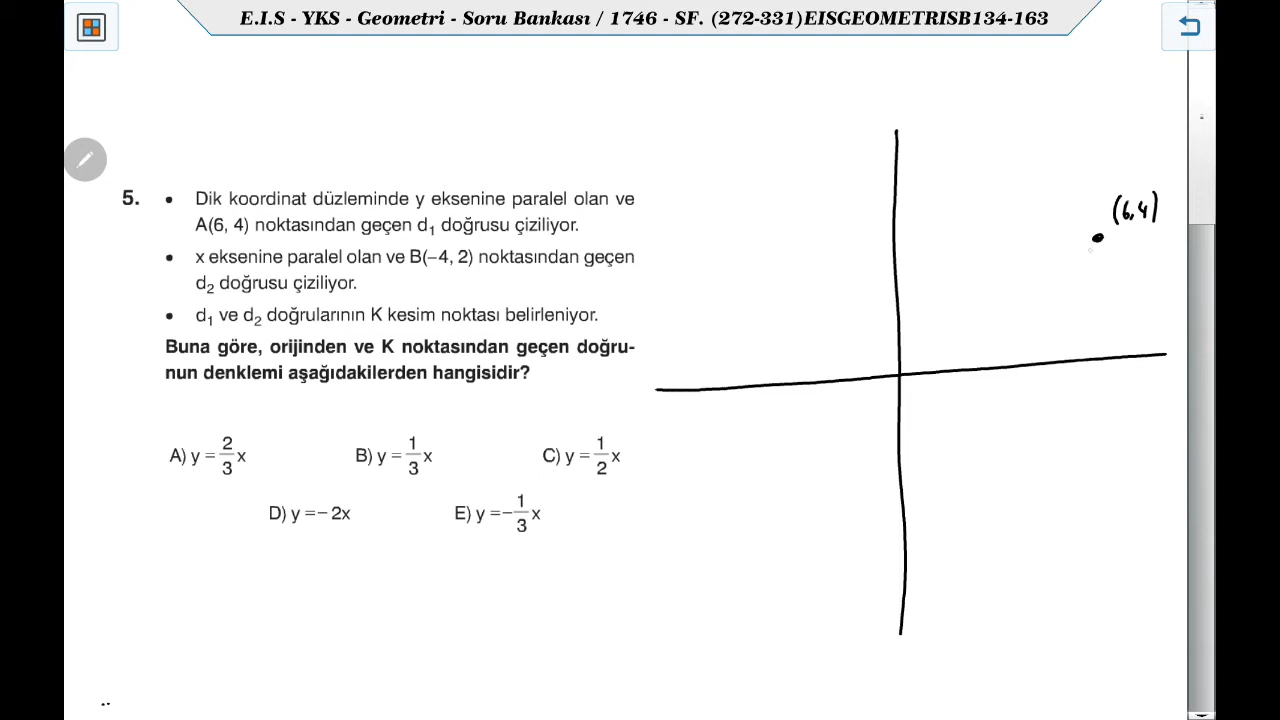 E.I.S - YKS - Geometri - Soru Bankası / 1746 - SF. (272-331)EISGEOMETRISB134-163
5. • Dik koordinat düzleminde y eksenine paralel olan ve
A(6, 4) noktasından geçen d₁ doğrusu çiziliyor.
• x eksenine paralel olan ve B(−4, 2) noktasından geçen
d₂ doğrusu çiziliyor.
• d₁ ve d₂ doğrularının K kesim noktası belirleniyor.
Buna göre, orijinden ve K noktasından geçen doğru-
nun denklemi aşağıdakilerden hangisidir?
A) y = 2/3 x B) y = 1/3 x C) y = 1/2 x
D) y = − 2x E) y = − 1/3 x
(6,4)